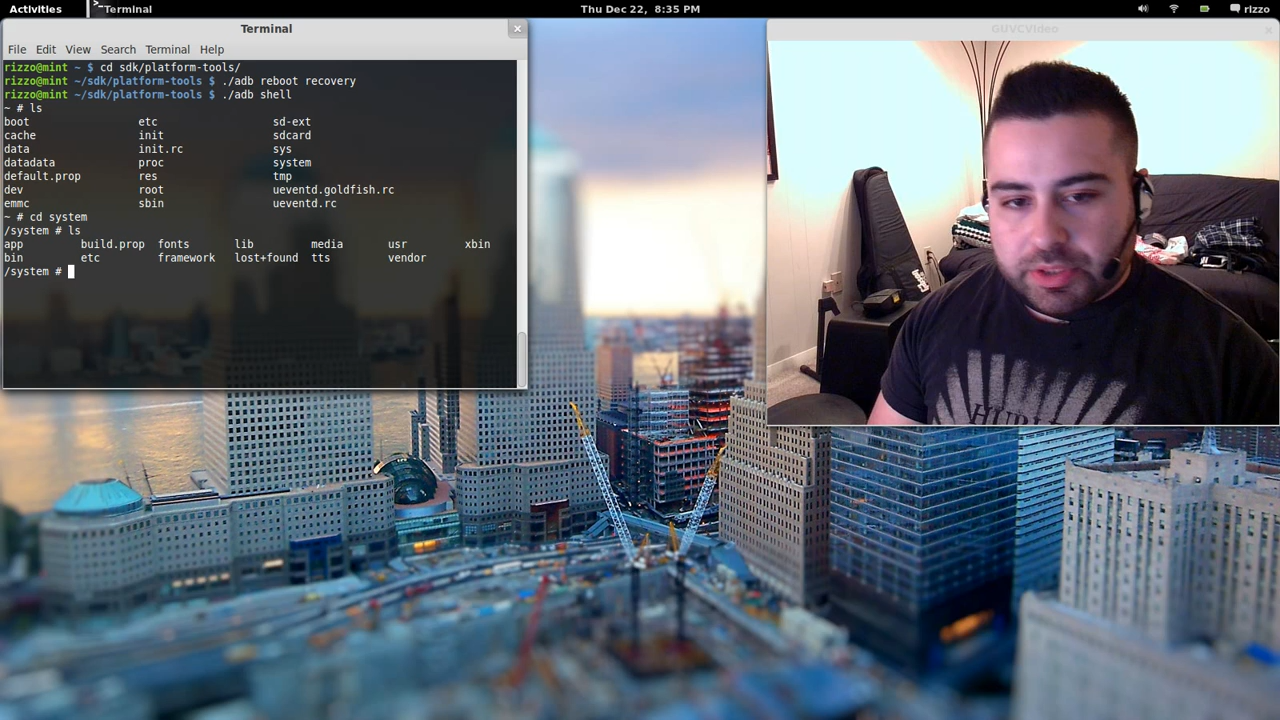 Activities
Terminal
Thu Dec 22, 8:35 PM
rizzo
Terminal
File Edit View Search Terminal Help
rizzo@mint ~ $ cd sdk/platform-tools/
rizzo@mint ~/sdk/platform-tools $ ./adb reboot recovery
rizzo@mint ~/sdk/platform-tools $ ./adb shell
~ # ls
boot etc sd-ext
cache init sdcard
data init.rc sys
datadata proc system
default.prop res tmp
dev root ueventd.goldfish.rc
emmc sbin ueventd.rc
~ # cd system
/system # ls
app build.prop fonts lib media usr xbin
bin etc framework lost+found tts vendor
/system #
GUVCVideo